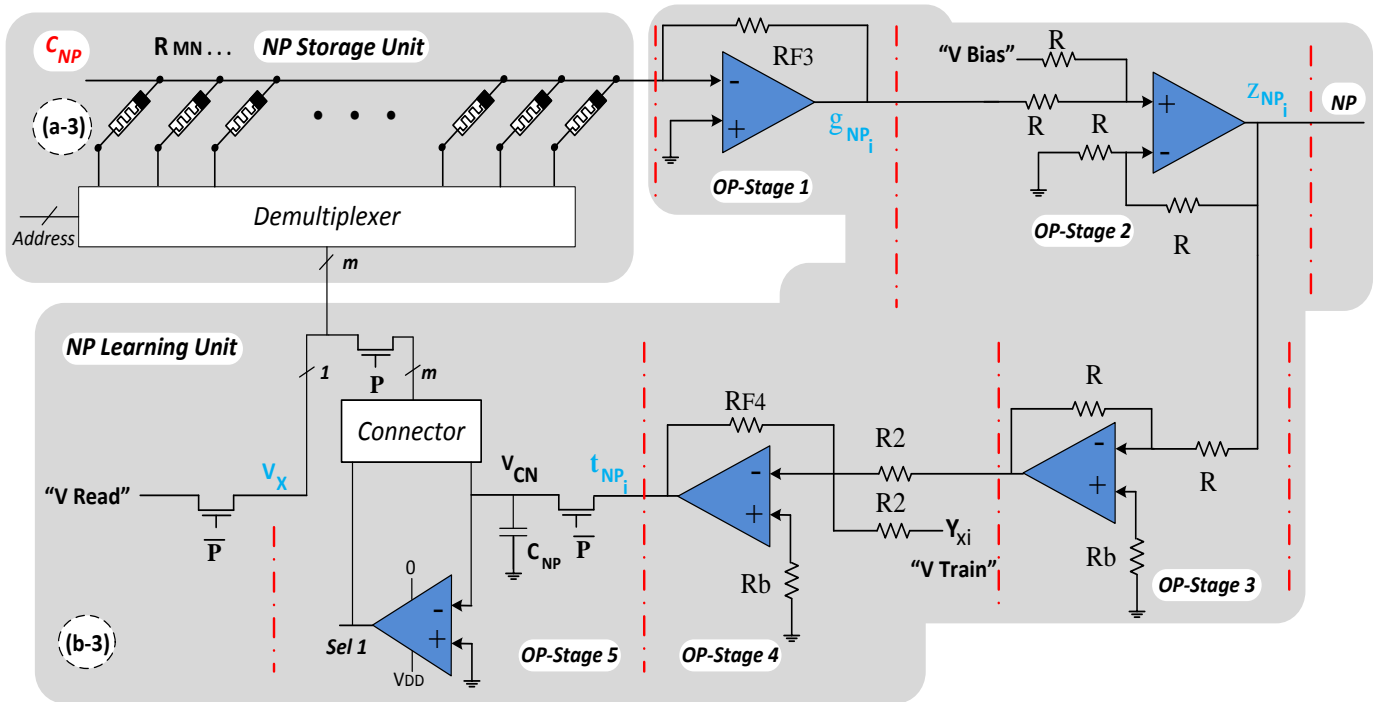 C_NP
R MN . . .
NP Storage Unit
(a-3)
Demultiplexer
Address
m
RF3
-
+
g_NP_i
OP-Stage 1
"V Bias"
R
R
R
+
-
z_NP_i
NP
OP-Stage 2
R
NP Learning Unit
1
P
m
Connector
"V Read"
V_X
P̅
V_CN
t_NP_i
C_NP
P̅
0
-
+
Sel 1
VDD
OP-Stage 5
RF4
-
+
Rb
OP-Stage 4
R2
R2
Y_xi
"V Train"
R
-
+
R
Rb
OP-Stage 3
(b-3)